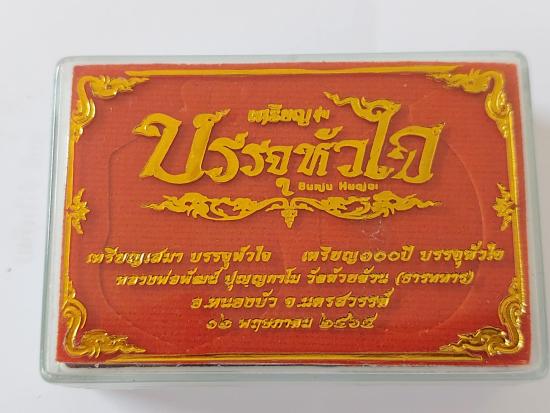 เหรียญ
บรรจุหัวใจ
Bunju Huajai
เหรียญเสมา บรรจุหัวใจ เหรียญ๑๐๐ปี บรรจุหัวใจ
หลวงพ่อพัฒน์ ปุญฺญกาโม วัดห้วยด้วน (ธารทหาร)
อ.หนองบัว จ.นครสวรรค์
๑๖ พฤษภาคม ๒๕๖๕